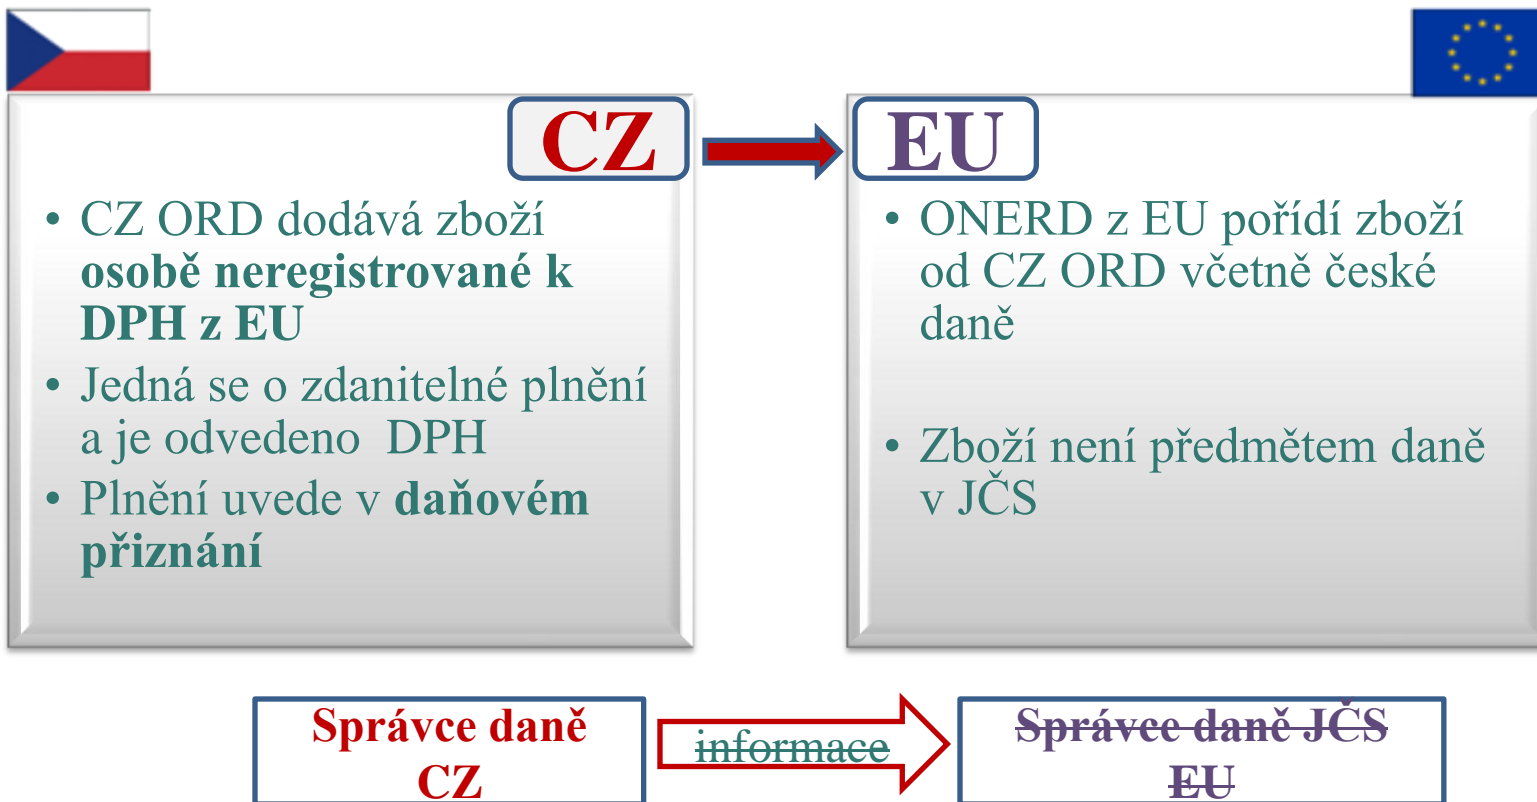 CZ
• CZ ORD dodává zboží
osobě neregistrované k
DPH z EU
• Jedná se o zdanitelné plnění
a je odvedeno DPH
• Plnění uvede v daňovém
přiznání
EU
• ONERD z EU pořídí zboží
od CZ ORD včetně české
daně
• Zboží není předmětem daně
v JČS
Správce daně
CZ
informace
Správce daně JČS
EU